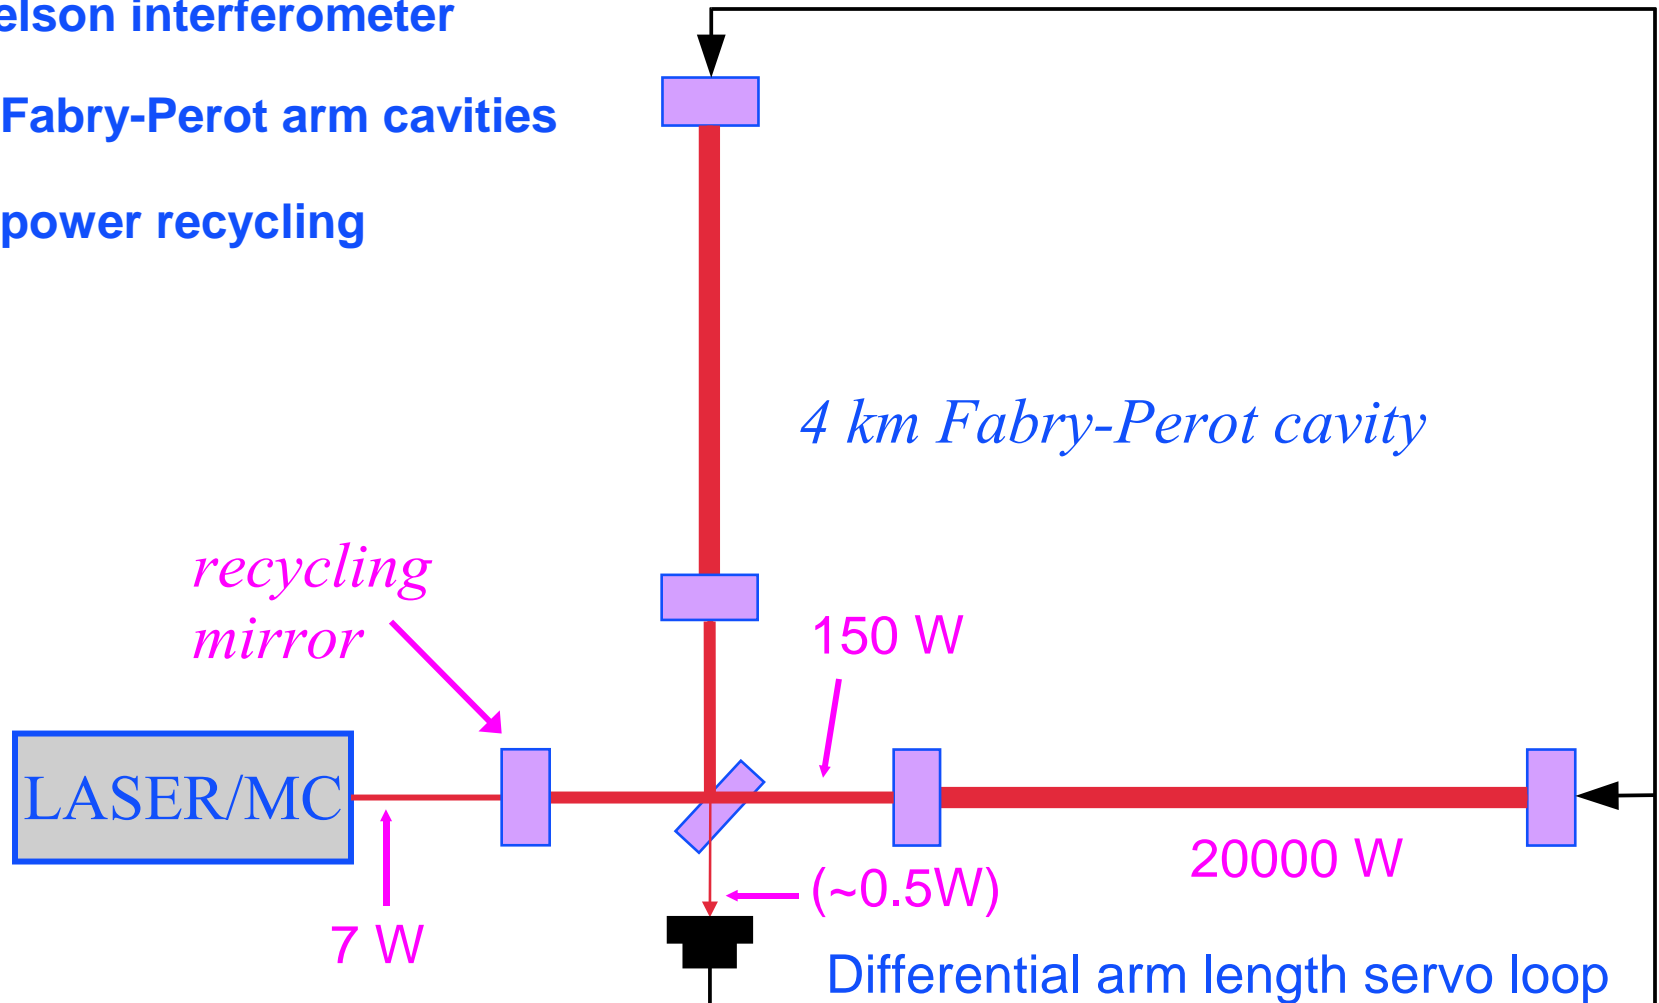 elson interferometer
Fabry-Perot arm cavities
power recycling
4 km Fabry-Perot cavity
recycling
mirror
150 W
LASER/MC
20000 W
(~0.5W)
7 W
Differential arm length servo loop